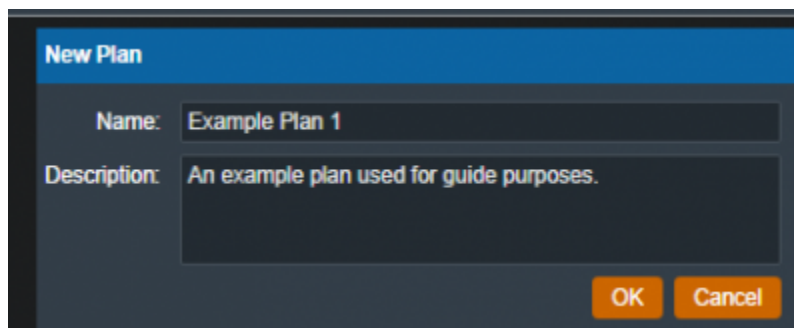 New Plan
Name: Example Plan 1
Description: An example plan used for guide purposes.
OK Cancel